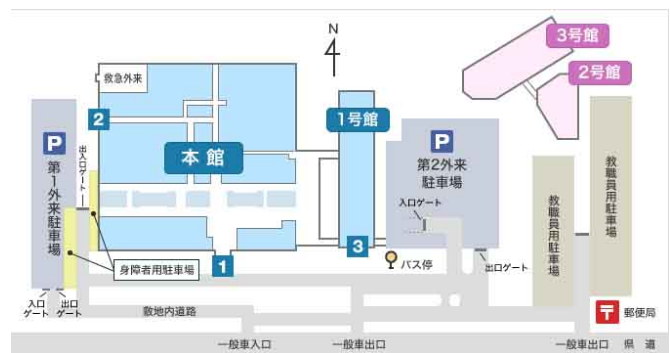 N
3号館
2号館
救急外来
1号館
2
P
本館
P
第2外来
駐車場
第1外来駐車場
出入口ゲート
入口
ゲート
教職員用駐車場
教職員用駐車場
3
1
バス停
出口ゲート
身障者用駐車場
入口
ゲート
出口
ゲート
敷地内道路
郵便局
一般車入口
一般車出口
一般車出口
県道